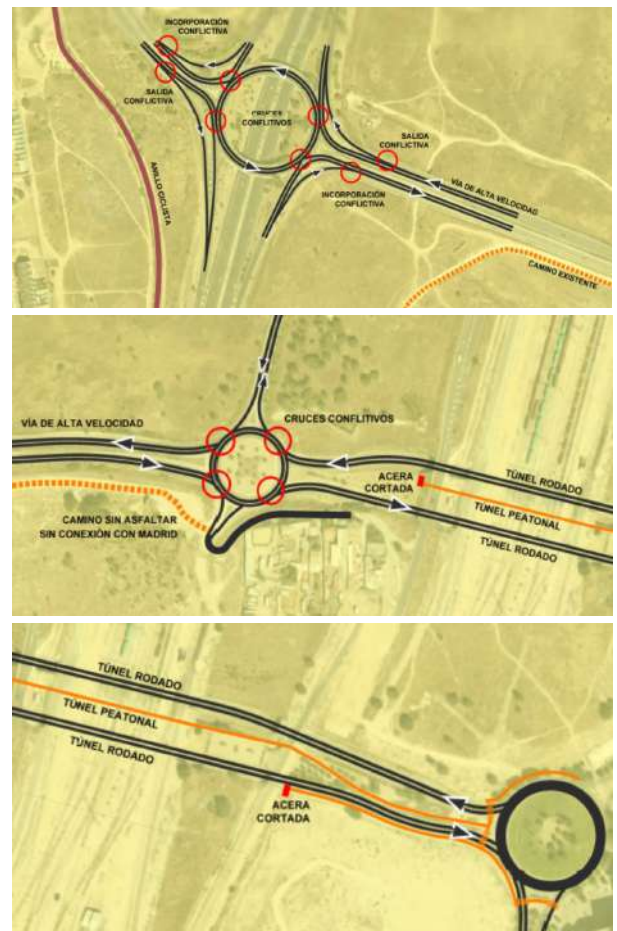 INCORPORACIÓN
CONFLICTIVA
SALIDA
CONFLICTIVA
CRUCES
CONFLITIVOS
SALIDA
CONFLICTIVA
INCORPORACIÓN
CONFLICTIVA
VÍA DE ALTA VELOCIDAD
ANILLO CICLISTA
CAMINO EXISTENTE
VÍA DE ALTA VELOCIDAD
CRUCES CONFLITIVOS
ACERA
CORTADA
TÚNEL RODADO
TÚNEL PEATONAL
TÚNEL RODADO
CAMINO SIN ASFALTAR
SIN CONEXIÓN CON MADRID
TÚNEL RODADO
TÚNEL PEATONAL
TÚNEL RODADO
ACERA
CORTADA